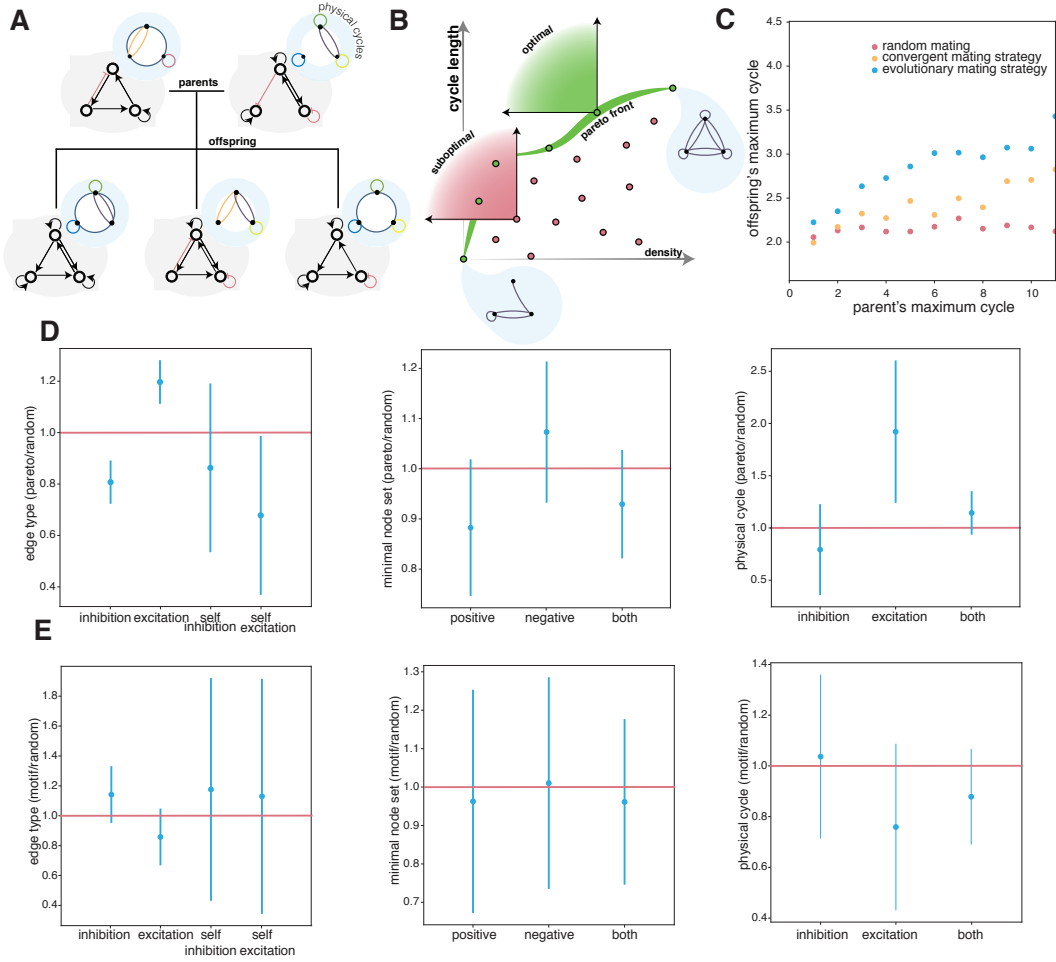 A
physical cycles
parents
offspring
B
cycle length
optimal
suboptimal
pareto front
density
C
4.5
4.0
3.5
3.0
2.5
2.0
0
2
4
6
8
10
offspring's maximum cycle
parent's maximum cycle
random mating
convergent mating strategy
evolutionary mating strategy
D
edge type (pareto/random)
1.2
1.0
0.8
0.6
0.4
inhibition excitation self self
inhibition excitation
minimal node set (pareto/random)
1.2
1.1
1.0
0.9
0.8
positive negative both
physical cycle (pareto/random)
2.5
2.0
1.5
1.0
0.5
inhibition excitation both
E
edge type (motif/random)
1.8
1.6
1.4
1.2
1.0
0.8
0.6
0.4
inhibition excitation self self
inhibition excitation
minimal node set (motif/random)
1.3
1.2
1.1
1.0
0.9
0.8
0.7
positive negative both
physical cycle (motif/random)
1.4
1.2
1.0
0.8
0.6
0.4
inhibition excitation both